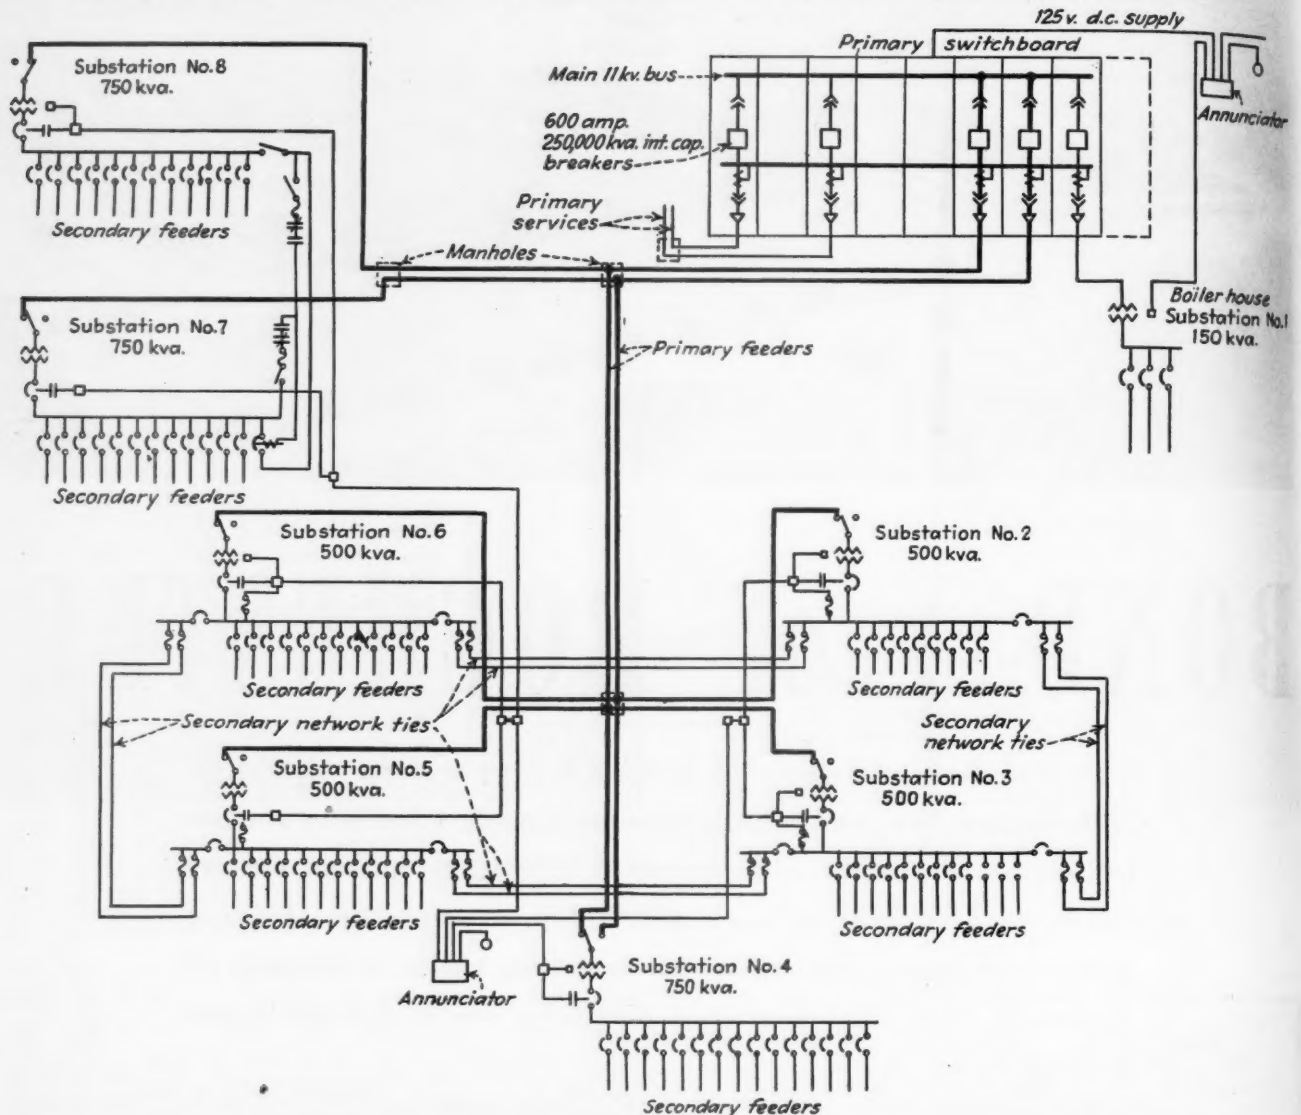 125 v. d.c. supply
Primary switchboard
Substation No.8
750 kva.
Main 11 kv. bus
Annunciator
600 amp.
250,000 kva. int. cap.
breakers
Primary
services
Secondary feeders
Manholes
Boiler house
Substation No.1
150 kva.
Substation No.7
750 kva.
Primary feeders
Secondary feeders
Substation No.6
500 kva.
Substation No.2
500 kva.
Secondary feeders
Secondary feeders
Secondary network ties
Secondary
network ties
Substation No.5
500 kva.
Substation No.3
500 kva.
Secondary feeders
Secondary feeders
Substation No.4
750 kva.
Annunciator
Secondary feeders